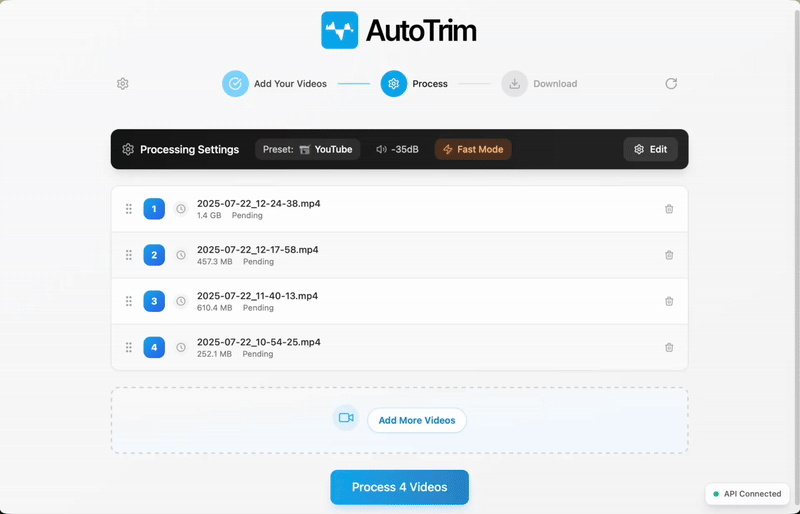 AutoTrim
Add Your Videos
Process
Download
Processing Settings
Preset: YouTube
-35dB
Fast Mode
Edit
1
2025-07-22_12-24-38.mp4
1.4 GB Pending
2
2025-07-22_12-17-58.mp4
457.3 MB Pending
3
2025-07-22_11-40-13.mp4
610.4 MB Pending
4
2025-07-22_10-54-25.mp4
252.1 MB Pending
Add More Videos
Process 4 Videos
API Connected